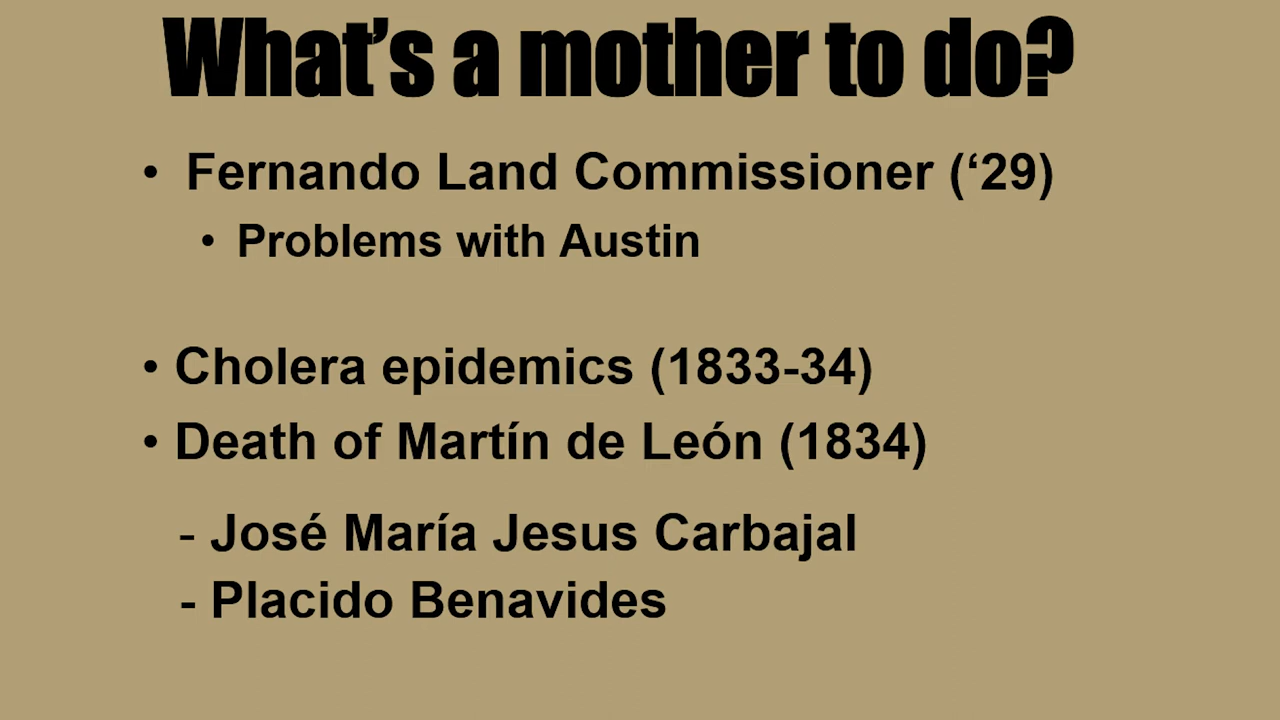 What’s a mother to do?
• Fernando Land Commissioner (‘29)
• Problems with Austin
• Cholera epidemics (1833-34)
• Death of Martín de León (1834)
- José María Jesus Carbajal
- Placido Benavides